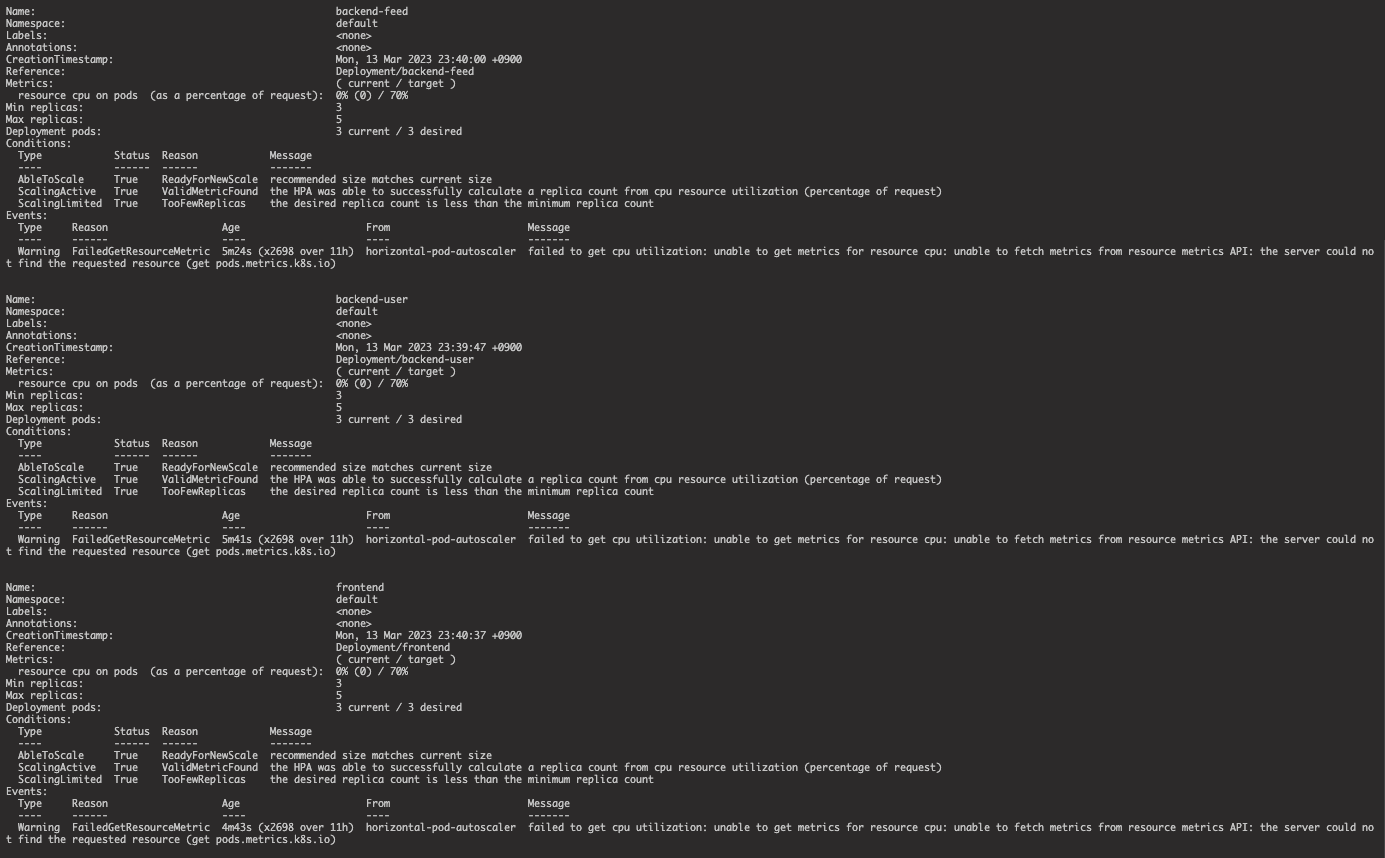 Name:                                                  backend-feed
Namespace:                                             default
Labels:                                                <none>
Annotations:                                           <none>
CreationTimestamp:                                     Mon, 13 Mar 2023 23:40:00 +0900
Reference:                                             Deployment/backend-feed
Metrics:                                               ( current / target )
  resource cpu on pods  (as a percentage of request):  0% (0) / 70%
Min replicas:                                          3
Max replicas:                                          5
Deployment pods:                                       3 current / 3 desired
Conditions:
  Type            Status  Reason            Message
  ----            ------  ------            -------
  AbleToScale     True    ReadyForNewScale  recommended size matches current size
  ScalingActive   True    ValidMetricFound  the HPA was able to successfully calculate a replica count from cpu resource utilization (percentage of request)
  ScalingLimited  True    TooFewReplicas    the desired replica count is less than the minimum replica count
Events:
  Type     Reason                   Age                     From                       Message
  ----     ------                   ----                    ----                       -------
  Warning  FailedGetResourceMetric  5m24s (x2698 over 11h)  horizontal-pod-autoscaler  failed to get cpu utilization: unable to get metrics for resource cpu: unable to fetch metrics from resource metrics API: the server could no
t find the requested resource (get pods.metrics.k8s.io)
Name:                                                  backend-user
Namespace:                                             default
Labels:                                                <none>
Annotations:                                           <none>
CreationTimestamp:                                     Mon, 13 Mar 2023 23:39:47 +0900
Reference:                                             Deployment/backend-user
Metrics:                                               ( current / target )
  resource cpu on pods  (as a percentage of request):  0% (0) / 70%
Min replicas:                                          3
Max replicas:                                          5
Deployment pods:                                       3 current / 3 desired
Conditions:
  Type            Status  Reason            Message
  ----            ------  ------            -------
  AbleToScale     True    ReadyForNewScale  recommended size matches current size
  ScalingActive   True    ValidMetricFound  the HPA was able to successfully calculate a replica count from cpu resource utilization (percentage of request)
  ScalingLimited  True    TooFewReplicas    the desired replica count is less than the minimum replica count
Events:
  Type     Reason                   Age                     From                       Message
  ----     ------                   ----                    ----                       -------
  Warning  FailedGetResourceMetric  5m41s (x2698 over 11h)  horizontal-pod-autoscaler  failed to get cpu utilization: unable to get metrics for resource cpu: unable to fetch metrics from resource metrics API: the server could no
t find the requested resource (get pods.metrics.k8s.io)
Name:                                                  frontend
Namespace:                                             default
Labels:                                                <none>
Annotations:                                           <none>
CreationTimestamp:                                     Mon, 13 Mar 2023 23:40:37 +0900
Reference:                                             Deployment/frontend
Metrics:                                               ( current / target )
  resource cpu on pods  (as a percentage of request):  0% (0) / 70%
Min replicas:                                          3
Max replicas:                                          5
Deployment pods:                                       3 current / 3 desired
Conditions:
  Type            Status  Reason            Message
  ----            ------  ------            -------
  AbleToScale     True    ReadyForNewScale  recommended size matches current size
  ScalingActive   True    ValidMetricFound  the HPA was able to successfully calculate a replica count from cpu resource utilization (percentage of request)
  ScalingLimited  True    TooFewReplicas    the desired replica count is less than the minimum replica count
Events:
  Type     Reason                   Age                     From                       Message
  ----     ------                   ----                    ----                       -------
  Warning  FailedGetResourceMetric  4m43s (x2698 over 11h)  horizontal-pod-autoscaler  failed to get cpu utilization: unable to get metrics for resource cpu: unable to fetch metrics from resource metrics API: the server could no
t find the requested resource (get pods.metrics.k8s.io)